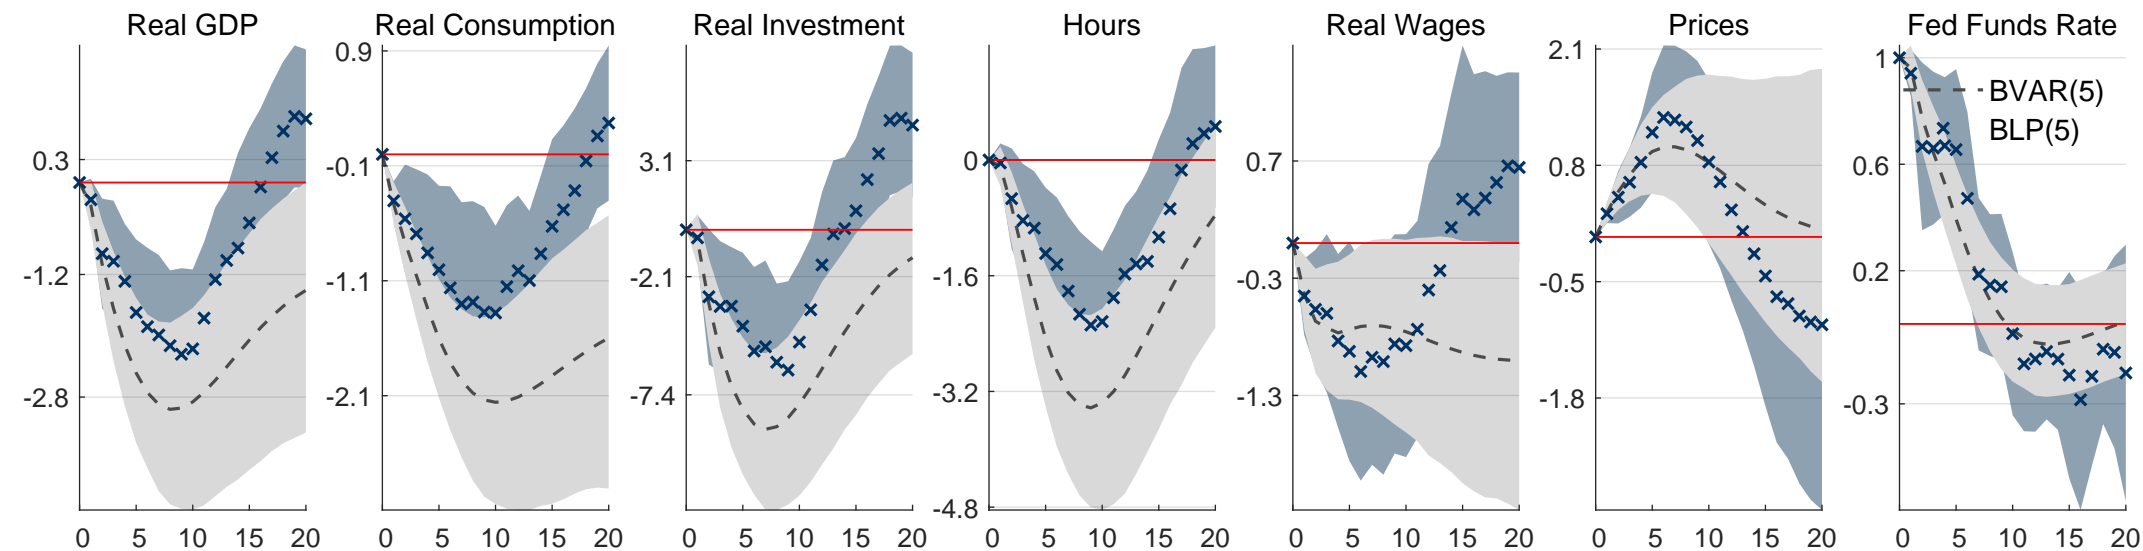 Real GDP Real Consumption Real Investment Hours Real Wages Prices Fed Funds Rate
0.3
-1.2
-2.8
0 5 10 15 20
0.9
-0.1
-1.1
-2.1
0 5 10 15 20
3.1
-2.1
-7.4
0 5 10 15 20
0
-1.6
-3.2
-4.8
0 5 10 15 20
0.7
-0.3
-1.3
0 5 10 15 20
2.1
0.8
-0.5
-1.8
0 5 10 15 20
1
0.6
0.2
-0.3
BVAR(5)
BLP(5)
0 5 10 15 20